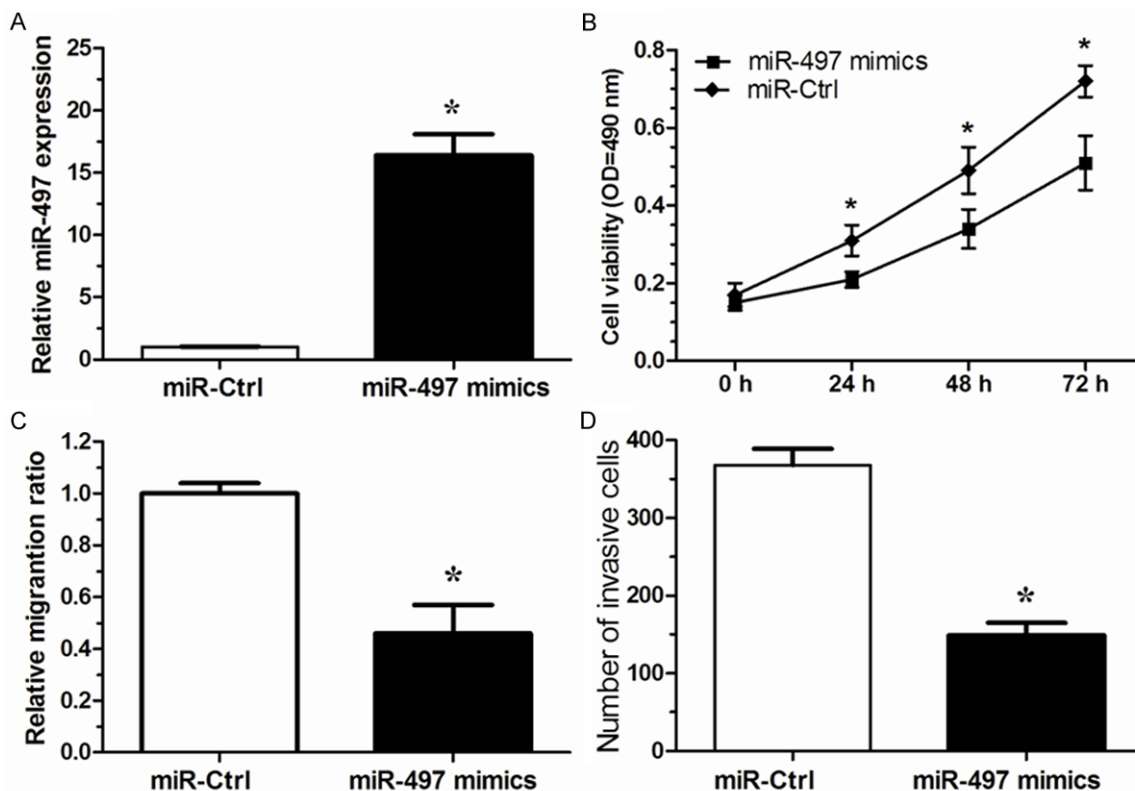 A
Relative miR-497 expression
25
20
15
10
5
0
*
miR-Ctrl
miR-497 mimics
B
Cell viability (OD=490 nm)
0.8
0.6
0.4
0.2
0.0
miR-497 mimics
miR-Ctrl
*
*
*
0 h
24 h
48 h
72 h
C
Relative migrantion ratio
1.2
1.0
0.8
0.6
0.4
0.2
0.0
*
miR-Ctrl
miR-497 mimics
D
Number of invasive cells
400
300
200
100
0
*
miR-Ctrl
miR-497 mimics